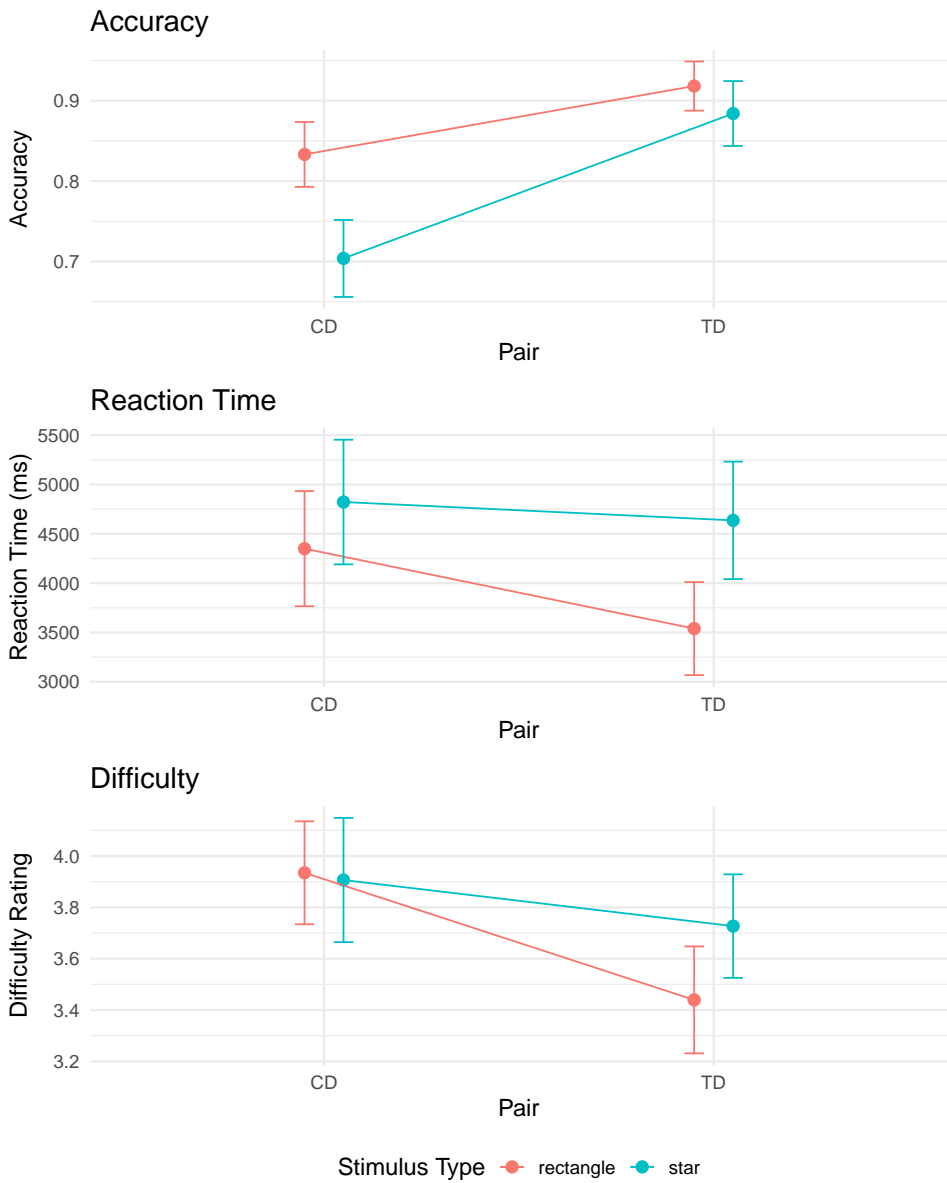 Accuracy
Accuracy
0.9
0.8
0.7
CD TD
Pair
Reaction Time
Reaction Time (ms)
5500
5000
4500
4000
3500
3000
CD TD
Pair
Difficulty
Difficulty Rating
4.0
3.8
3.6
3.4
3.2
CD TD
Pair
Stimulus Type rectangle star